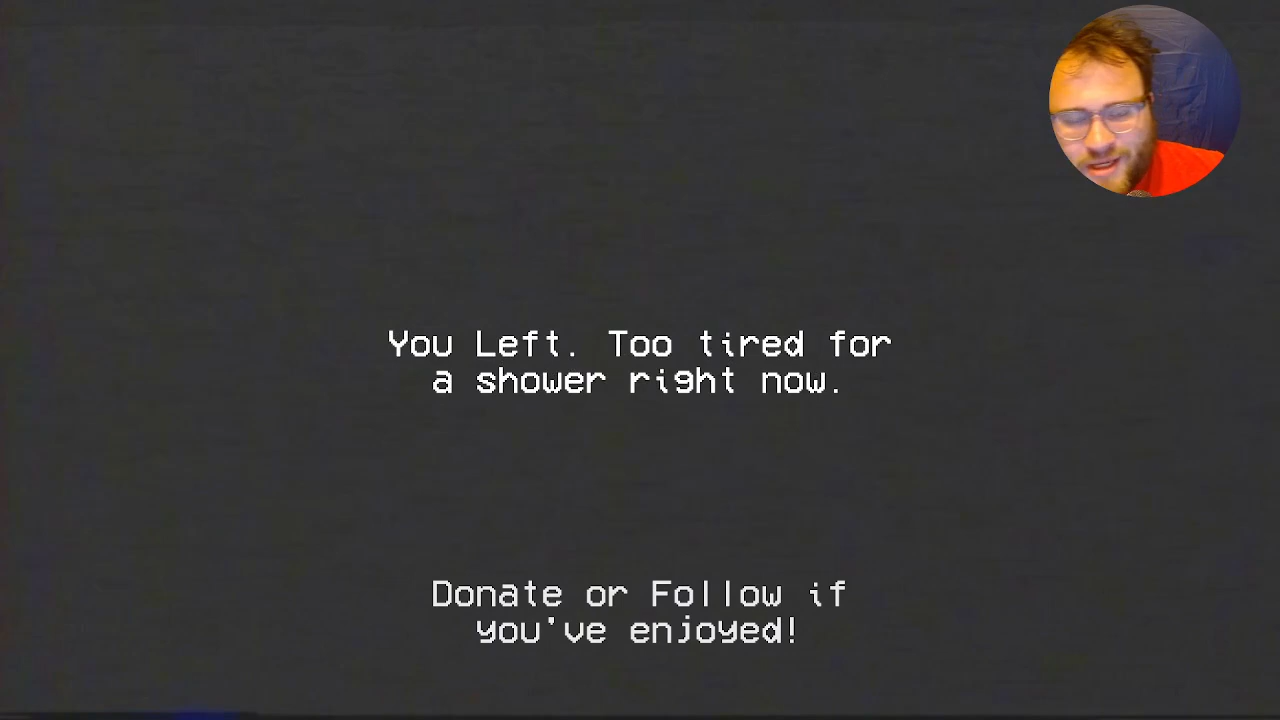 You Left. Too tired for
a shower right now.
Donate or Follow if
you've enjoyed!